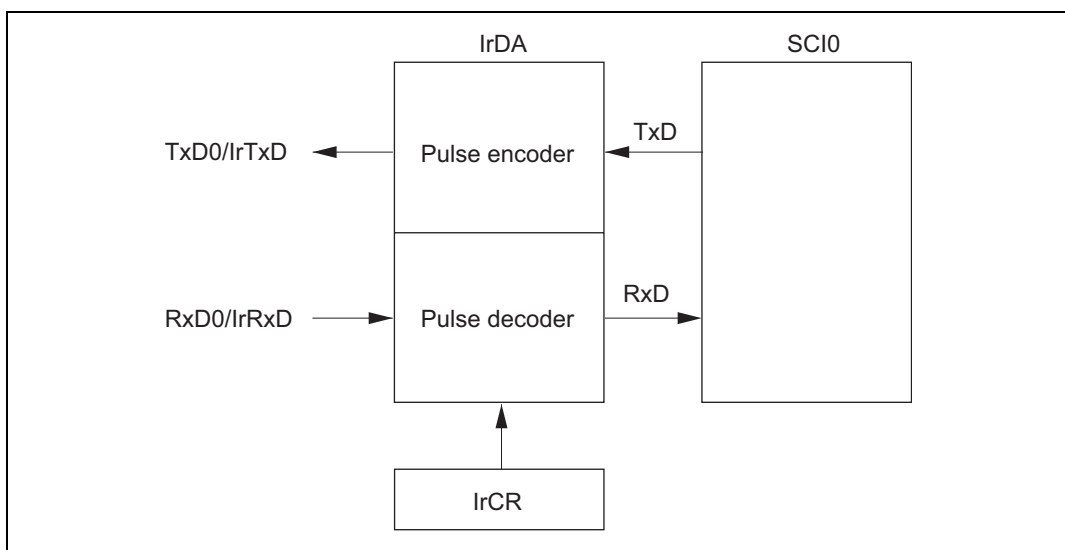 IrDA
SCI0
TxD0/IrTxD
Pulse encoder
TxD
RxD0/IrRxD
Pulse decoder
RxD
IrCR